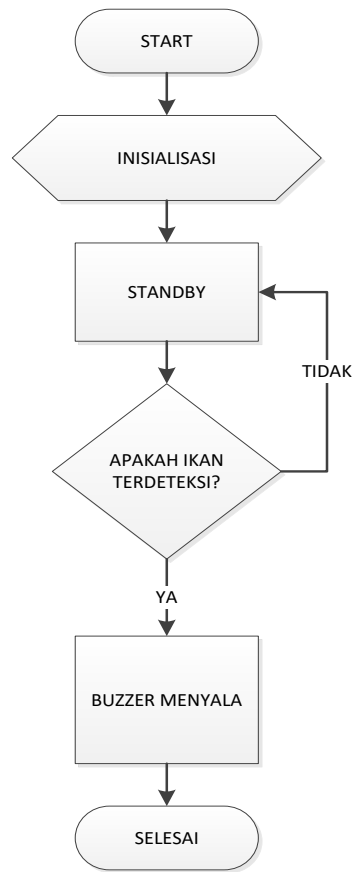 START
INISIALISASI
STANDBY
TIDAK
APAKAH IKAN
TERDETEKSI?
YA
BUZZER MENYALA
SELESAI